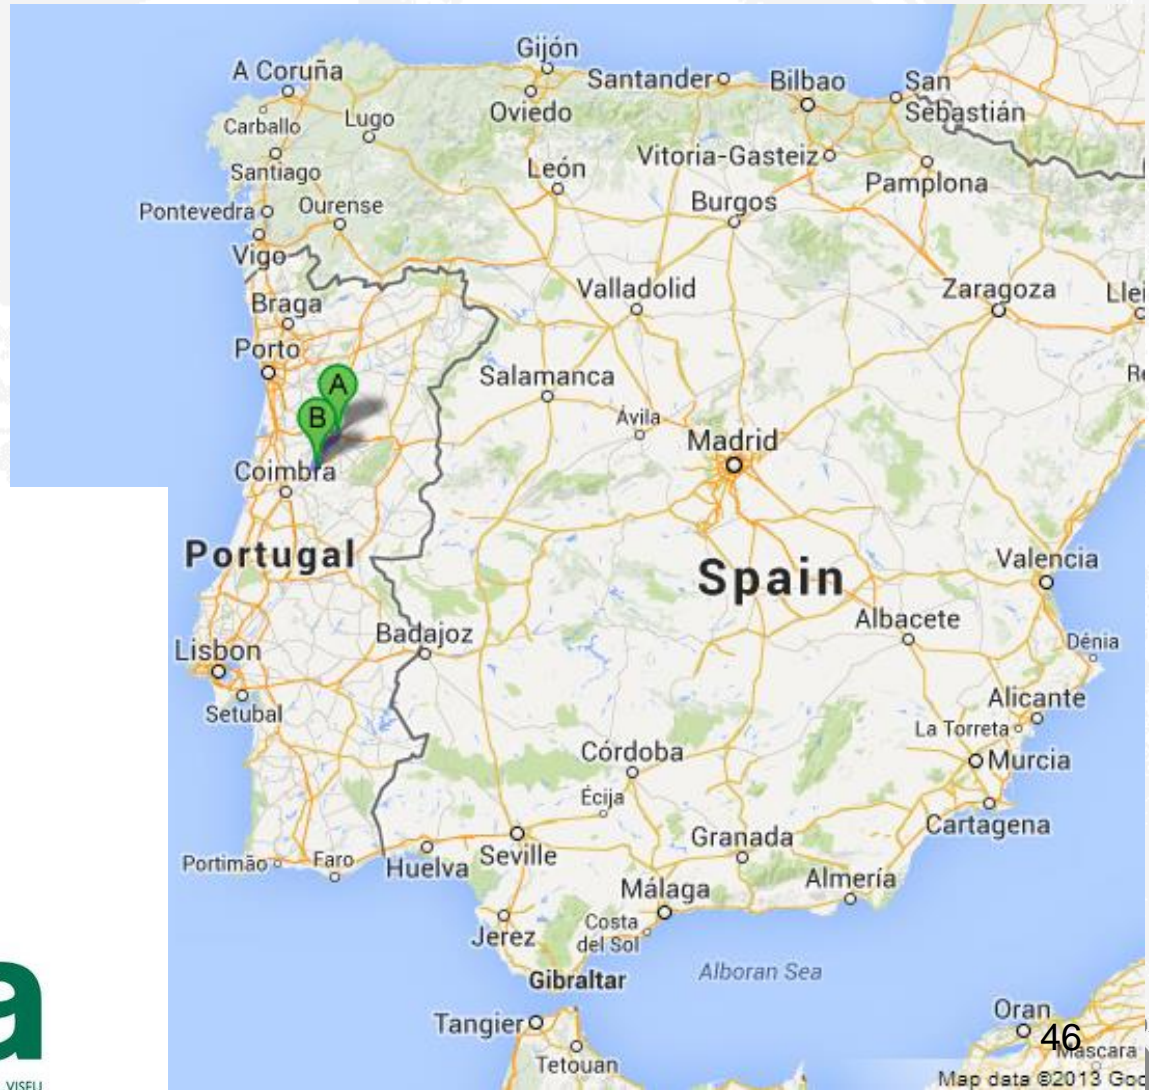 Gijón
A Coruña
Santander
Bilbao
San
Sebastián
Oviedo
Carballo
Lugo
Vitoria-Gasteiz
Santiago
León
Pamplona
Pontevedra
Ourense
Burgos
Vigo
Braga
Valladolid
Zaragoza
Llei
Porto
A
Salamanca
Re
B
Ávila
Madrid
Coimbra
Portugal
Spain
Valencia
Albacete
Badajoz
Dénia
Lisbon
Setubal
Alicante
La Torreta
Córdoba
Murcia
Écija
Cartagena
Granada
Portimão
Faro
Huelva
Seville
Almería
Málaga
Costa
del Sol
Jerez
a
Gibraltar
Alboran Sea
Oran
Tangier
46
Mascara
Tetouan
VISEU
Map data ©2013 Goo